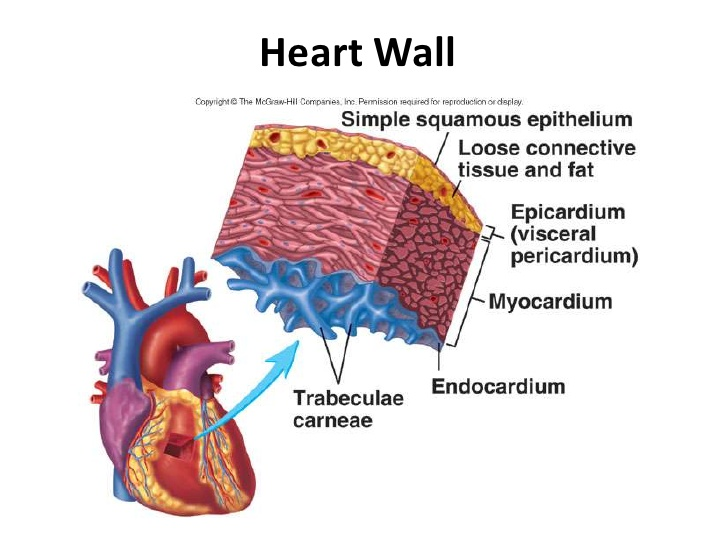 Heart Wall
Copyright © The McGraw-Hill Companies, Inc. Permission required for reproduction or display.
Simple squamous epithelium
Loose connective
tissue and fat
Epicardium
(visceral
pericardium)
Myocardium
Endocardium
Trabeculae
carneae